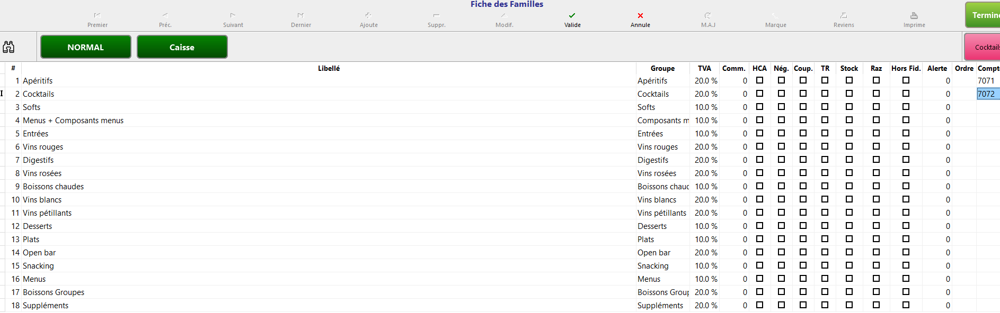 Fiche des Familles
Premier Préc. Suivant Dernier Ajoute Suppr. Modif. Valide Annule M.A.J Marque Reviens Imprime
NORMAL Caisse
# Libellé Groupe TVA Comm. HCA Nég. Coup. TR Stock Raz Hors Fid. Alerte Ordre
1 Apéritifs Apéritifs 20.0 % 0 0 7071
2 Cocktails Cocktails 20.0 % 0 0 7072
3 Softs Softs 10.0 % 0 0
4 Menus + Composants menus Composants m 10.0 % 0 0
5 Entrées Entrées 10.0 % 0 0
6 Vins rouges Vins rouges 20.0 % 0 0
7 Digestifs Digestifs 20.0 % 0 0
8 Vins rosées Vins rosées 20.0 % 0 0
9 Boissons chaudes Boissons chaud 10.0 % 0 0
10 Vins blancs Vins blancs 20.0 % 0 0
11 Vins pétillants Vins pétillants 20.0 % 0 0
12 Desserts Desserts 10.0 % 0 0
13 Plats Plats 10.0 % 0 0
14 Open bar Open bar 20.0 % 0 0
15 Snacking Snacking 10.0 % 0 0
16 Menus Menus 10.0 % 0 0
17 Boissons Groupes Boissons Group 20.0 % 0 0
18 Suppléments Suppléments 20.0 % 0 0